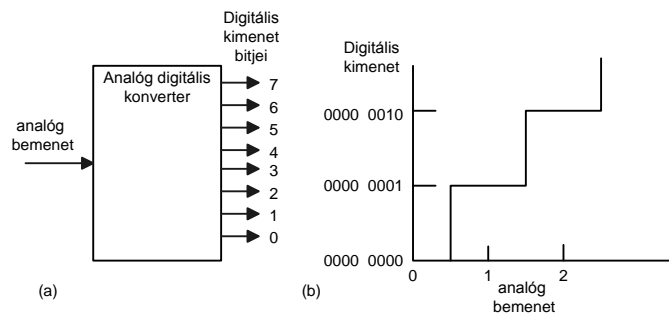 Digitális
kimenet
bitjei
Analóg digitális
konverter
analóg
bemenet
7
6
5
4
3
2
1
0
(a)
Digitális
kimenet
0000 0010
0000 0001
0000 0000
0
1
2
analóg
bemenet
(b)